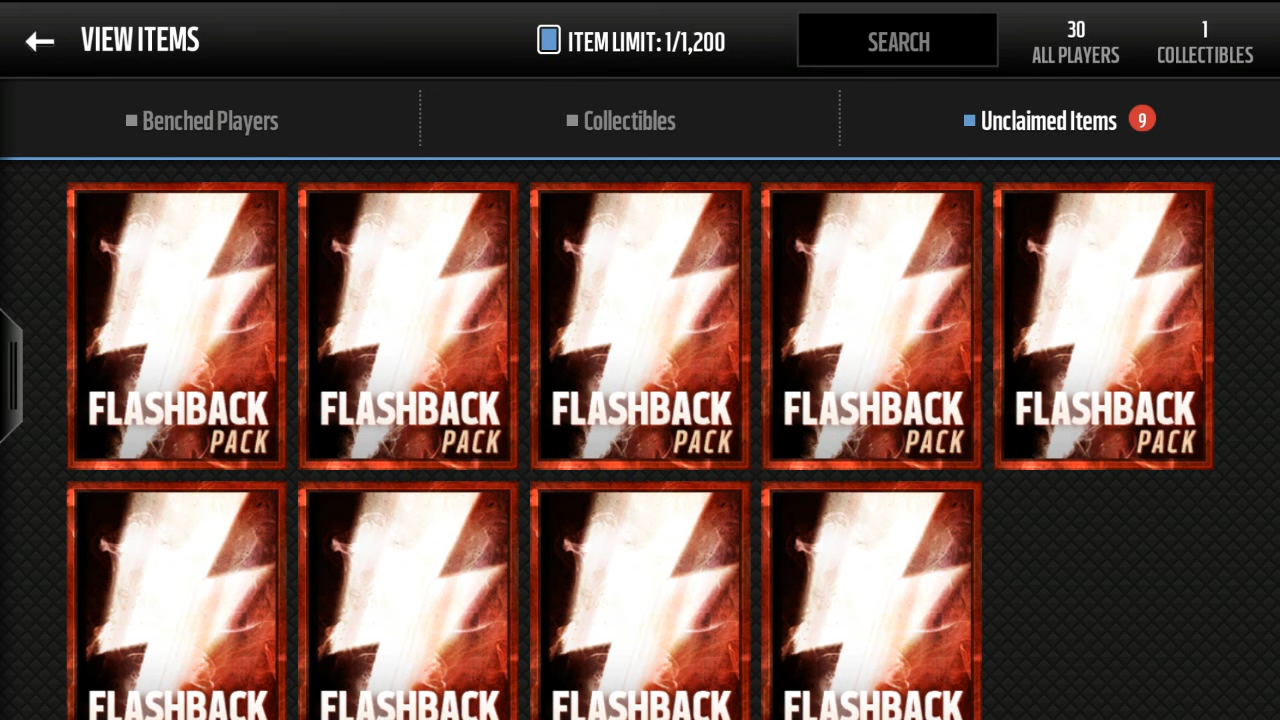 VIEW ITEMS
ITEM LIMIT: 1/1,200
SEARCH
30
ALL PLAYERS
1
COLLECTIBLES
Benched Players
Collectibles
Unclaimed Items
9
FLASHBACK
PACK
FLASHBACK
PACK
FLASHBACK
PACK
FLASHBACK
PACK
FLASHBACK
PACK
FLASHBACK
FLASHBACK
FLASHBACK
FLASHBACK